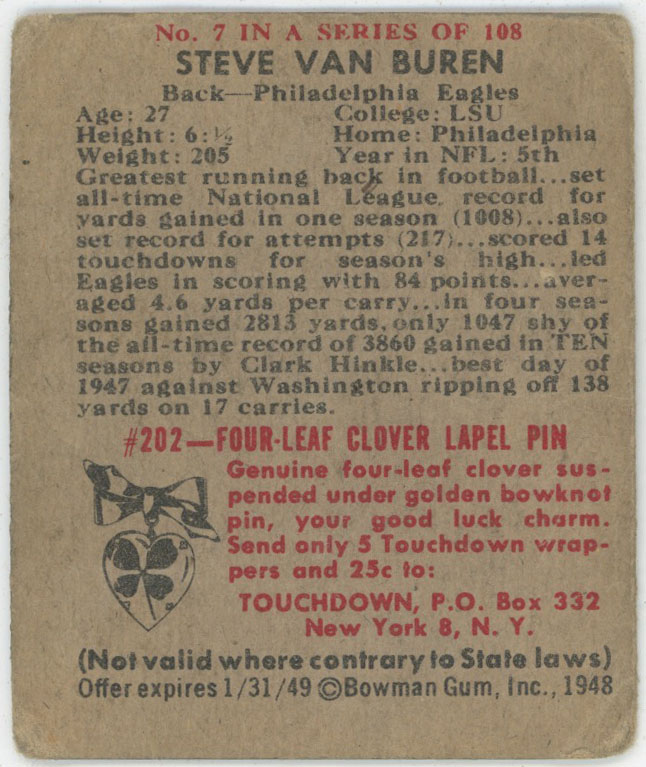 No. 7 IN A SERIES OF 108
STEVE VAN BUREN
Back—Philadelphia Eagles
Age: 27 College: LSU
Height: 6:½ Home: Philadelphia
Weight: 205 Year in NFL: 5th
Greatest running back in football...set
all-time National League record for
yards gained in one season (1008)...also
set record for attempts (217)...scored 14
touchdowns for season's high...led
Eagles in scoring with 84 points...aver-
aged 4.6 yards per carry...in four sea-
sons gained 2813 yards, only 1047 shy of
the all-time record of 3860 gained in TEN
seasons by Clark Hinkle...best day of
1947 against Washington ripping off 138
yards on 17 carries.
#202—FOUR-LEAF CLOVER LAPEL PIN
Genuine four-leaf clover sus-
pended under golden bowknot
pin, your good luck charm.
Send only 5 Touchdown wrap-
pers and 25c to:
TOUCHDOWN, P.O. Box 332
New York 8, N. Y.
(Not valid where contrary to State laws)
Offer expires 1/31/49 ©Bowman Gum, Inc., 1948